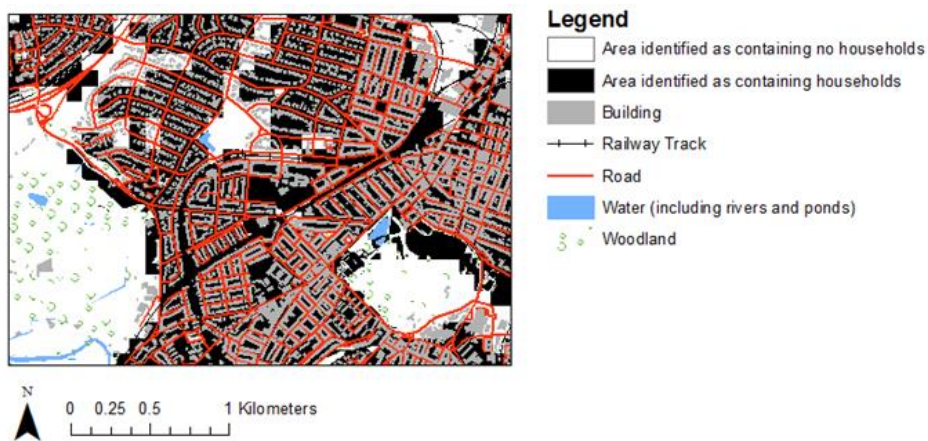 Legend
Area identified as containing no households
Area identified as containing households
Building
Railway Track
Road
Water (including rivers and ponds)
Woodland
N
0 0.25 0.5 1 Kilometers